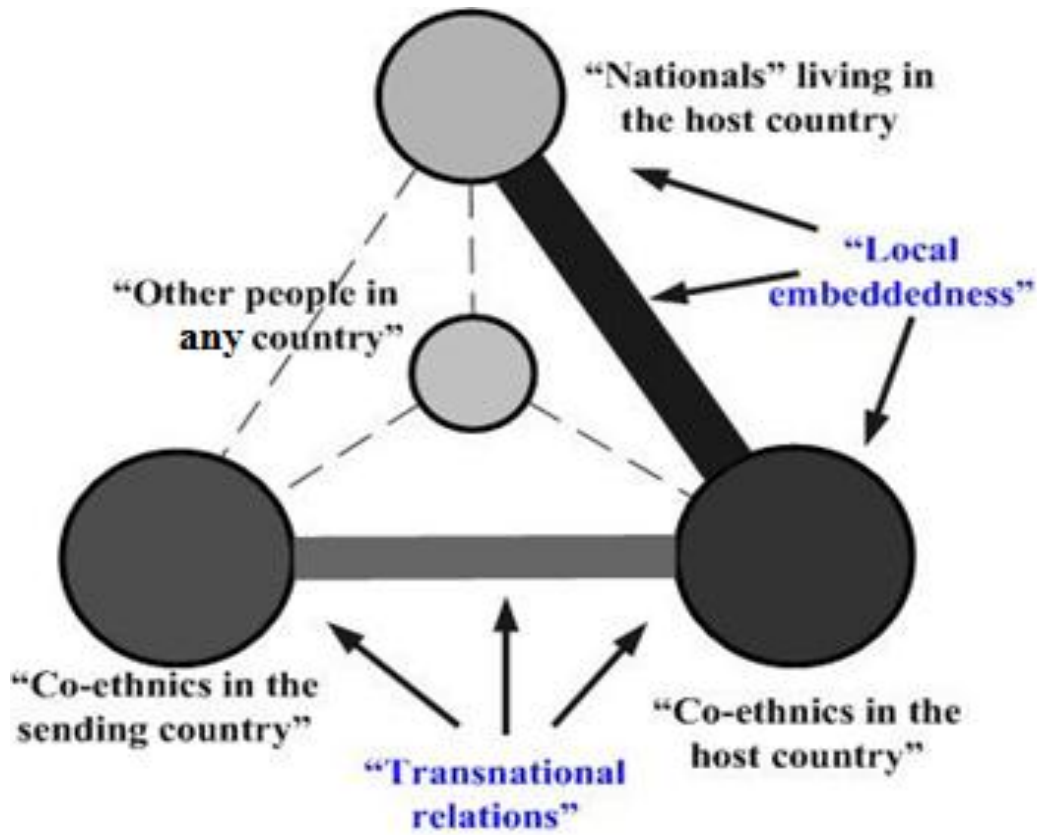 “Nationals” living in
the host country
“Local
embeddedness”
“Other people in
any country”
“Co-ethnics in the
sending country”
“Co-ethnics in the
host country”
“Transnational
relations”